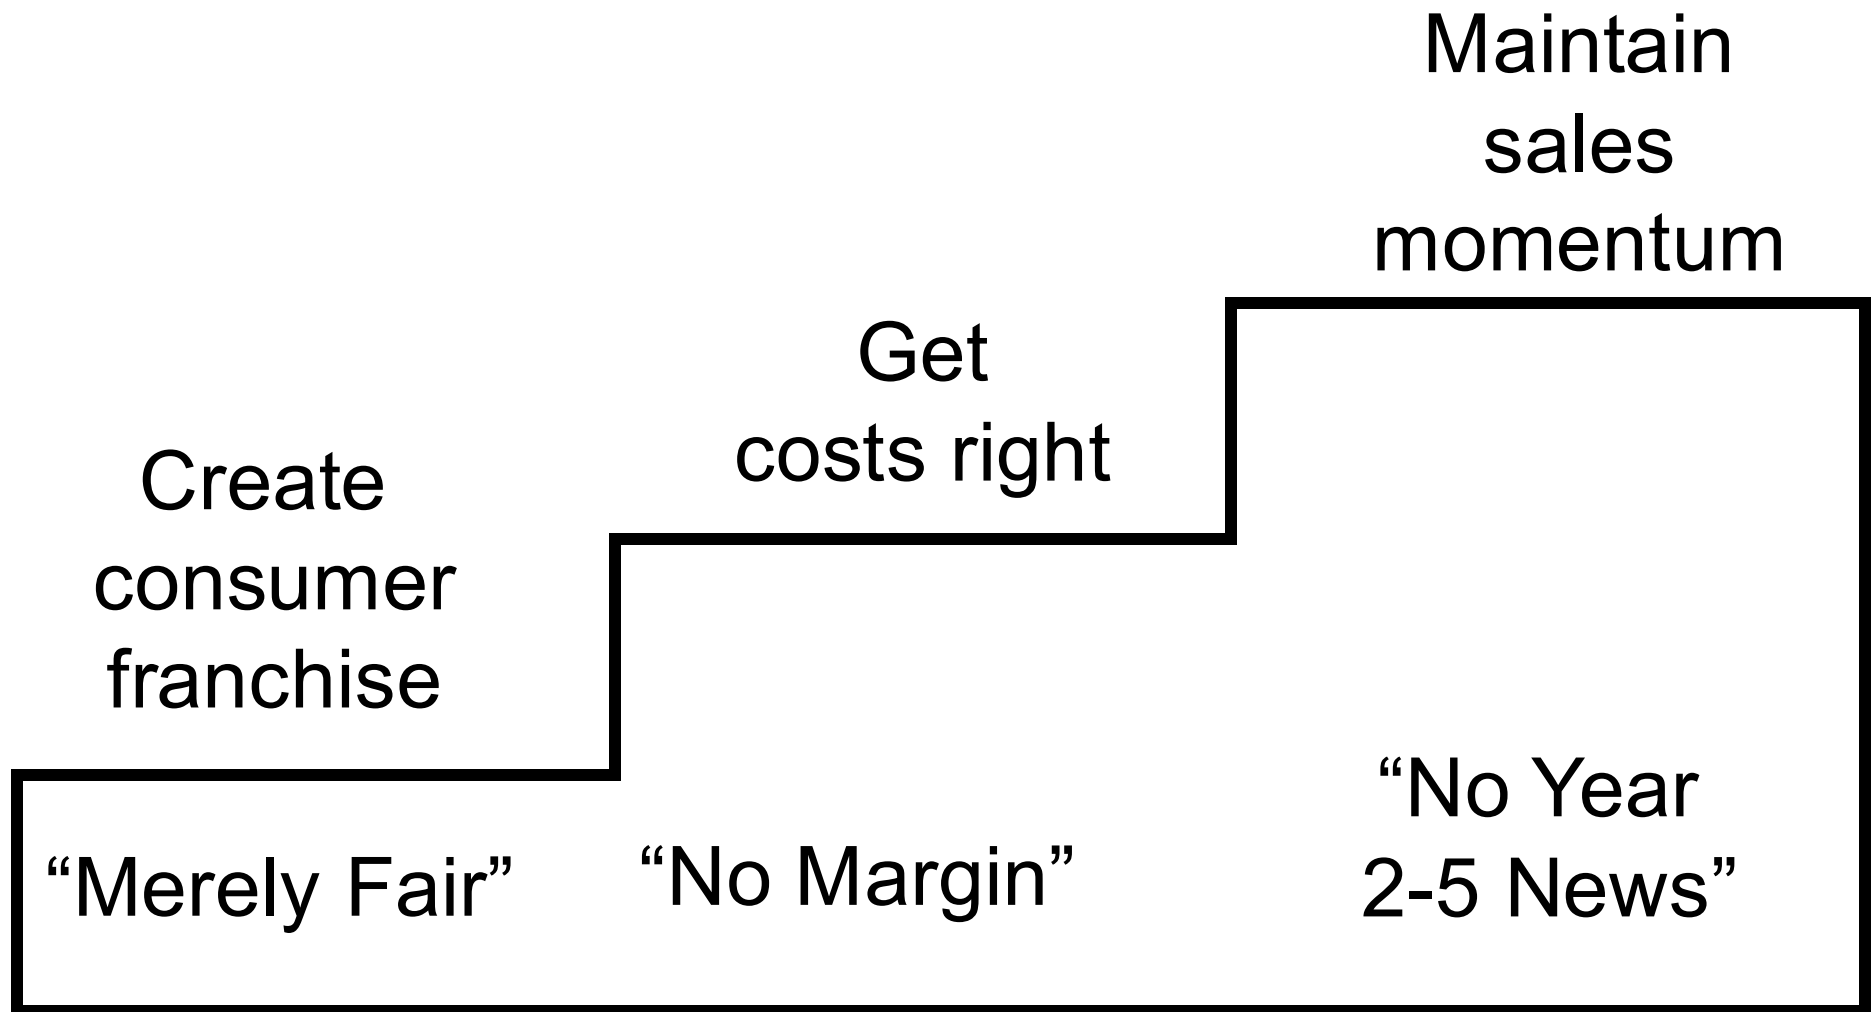 Maintain
sales
momentum
Get
costs right
Create
consumer
franchise
“Merely Fair”
“No Margin”
“No Year
2-5 News”